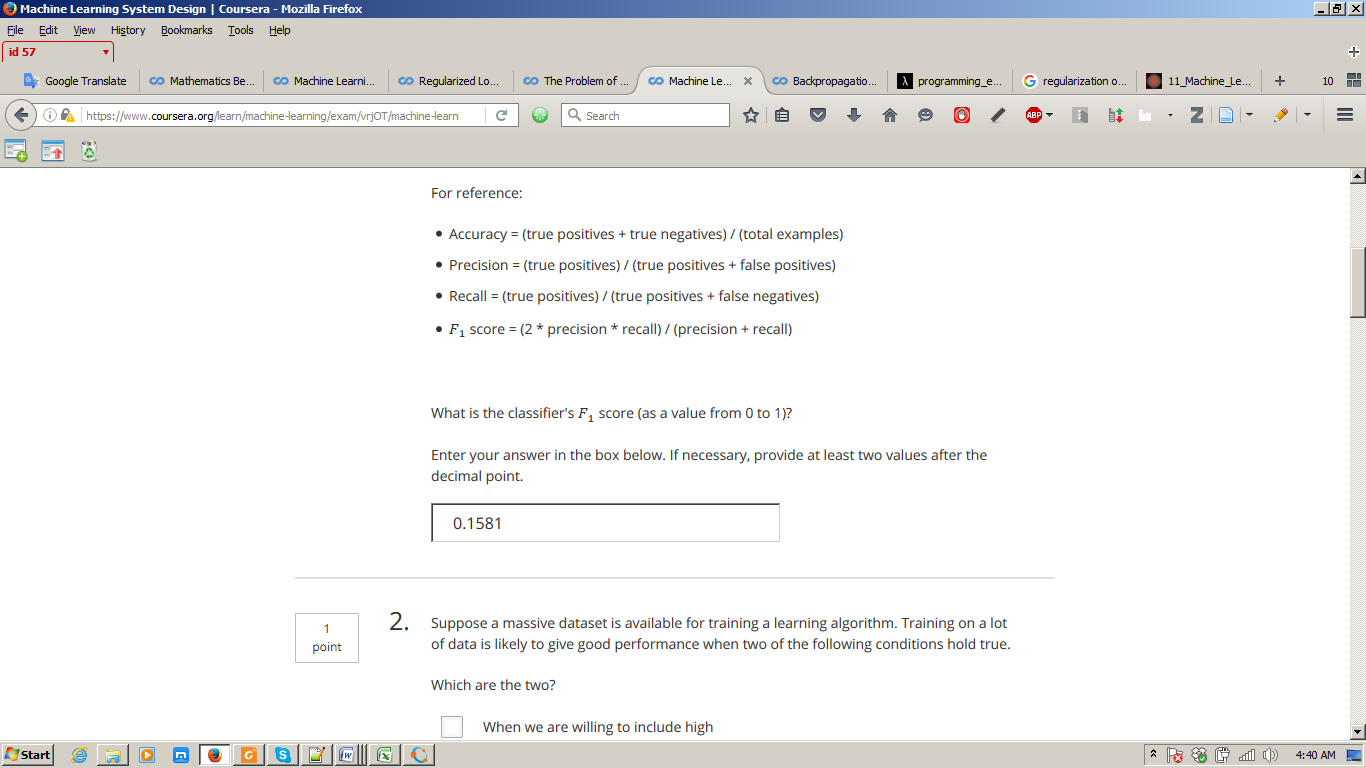 Machine Learning System Design | Coursera - Mozilla Firefox
File Edit View History Bookmarks Tools Help
id 57
Google Translate Mathematics Be... Machine Learni... Regularized Lo... The Problem of ... Machine Le... Backpropagatio... programming_e... regularization o... 11_Machine_Le... 10
https://www.coursera.org/learn/machine-learning/exam/vrjOT/machine-learn Search ABP
For reference:
• Accuracy = (true positives + true negatives) / (total examples)
• Precision = (true positives) / (true positives + false positives)
• Recall = (true positives) / (true positives + false negatives)
• F₁ score = (2 * precision * recall) / (precision + recall)
What is the classifier's F₁ score (as a value from 0 to 1)?
Enter your answer in the box below. If necessary, provide at least two values after the
decimal point.
0.1581
1
point
2. Suppose a massive dataset is available for training a learning algorithm. Training on a lot
of data is likely to give good performance when two of the following conditions hold true.
Which are the two?
When we are willing to include high
Start 4:40 AM